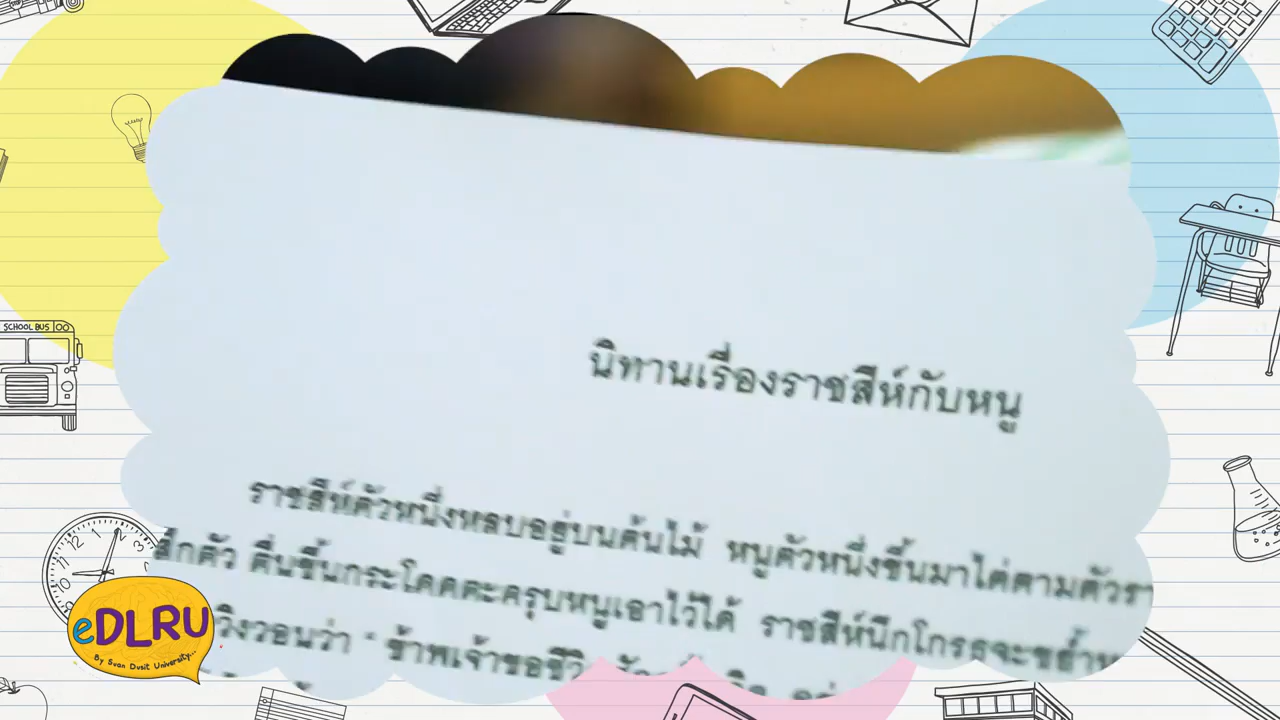 SCHOOL BUS
นิทานเรื่องราชสีห์กับหนู
ราชสีห์ตัวหนึ่งหลบอยู่บนต้นไม้ หนูตัวหนึ่งขึ้นมาไต่ตามตัวรา
สึกตัว ตื่นขึ้นกระโดดตะครุบหนูเอาไว้ได้ ราชสีห์นึกโกรธจะขย้ำห
วิงวอนว่า " ข้าพเจ้าขอชีวิ
eDLRU
By Suan Dusit University...